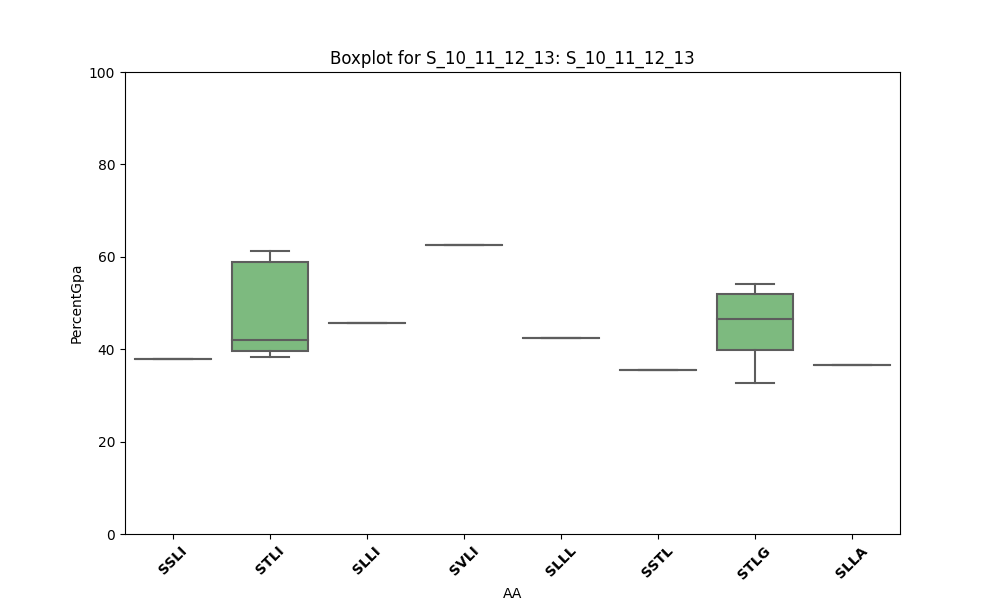 Boxplot for S_10_11_12_13: S_10_11_12_13
100
80
60
40
20
0
PercentGpa
SSLI
STLI
SLLI
SVLI
SLLL
SSTL
STLG
SLLA
AA